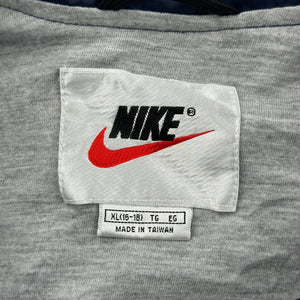 NIKE®
XL(16-18) TG EG
MADE IN TAIWAN